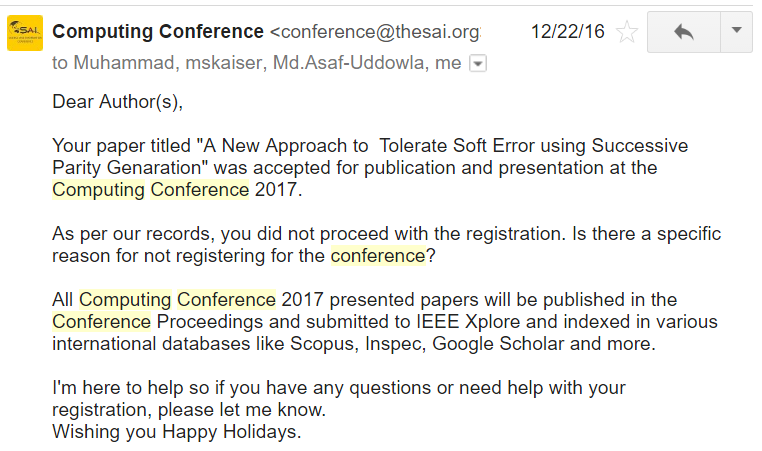 SAI.
Computing Conference <conference@thesai.org
12/22/16
to Muhammad, mskaiser, Md.Asaf-Uddowla, me
Dear Author(s),
Your paper titled "A New Approach to  Tolerate Soft Error using Successive
Parity Genaration" was accepted for publication and presentation at the
Computing Conference 2017.
As per our records, you did not proceed with the registration. Is there a specific
reason for not registering for the conference?
All Computing Conference 2017 presented papers will be published in the
Conference Proceedings and submitted to IEEE Xplore and indexed in various
international databases like Scopus, Inspec, Google Scholar and more.
I'm here to help so if you have any questions or need help with your
registration, please let me know.
Wishing you Happy Holidays.